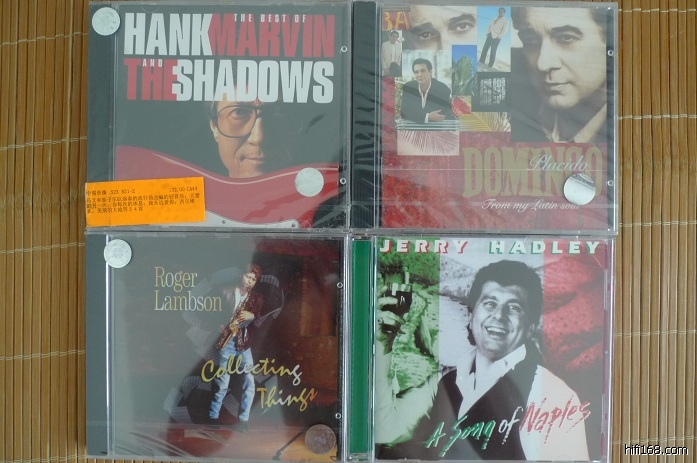 THE BEST OF
HANK MARVIN
AND
THE SHADOWS
BA
Placido
DOMINGO
From my Latin soul
Roger
Lambson
Collecting
Things
JERRY HADLEY
A Song of Naples
hifi168.com